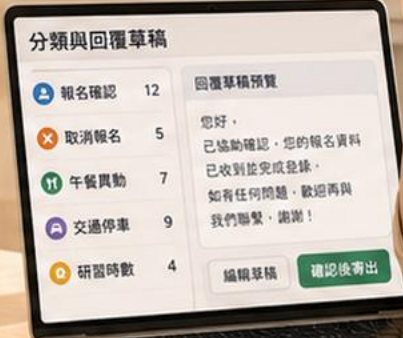 分類與回覆草稿
報名確認 12
取消報名 5
午餐異動 7
交通停車 9
研習時數 4
回覆草稿預覽
您好，
已協助確認，您的報名資料
已收到並完成登錄。
如有任何問題，歡迎再與
我們聯繫，謝謝！
編輯草稿
確認後寄出